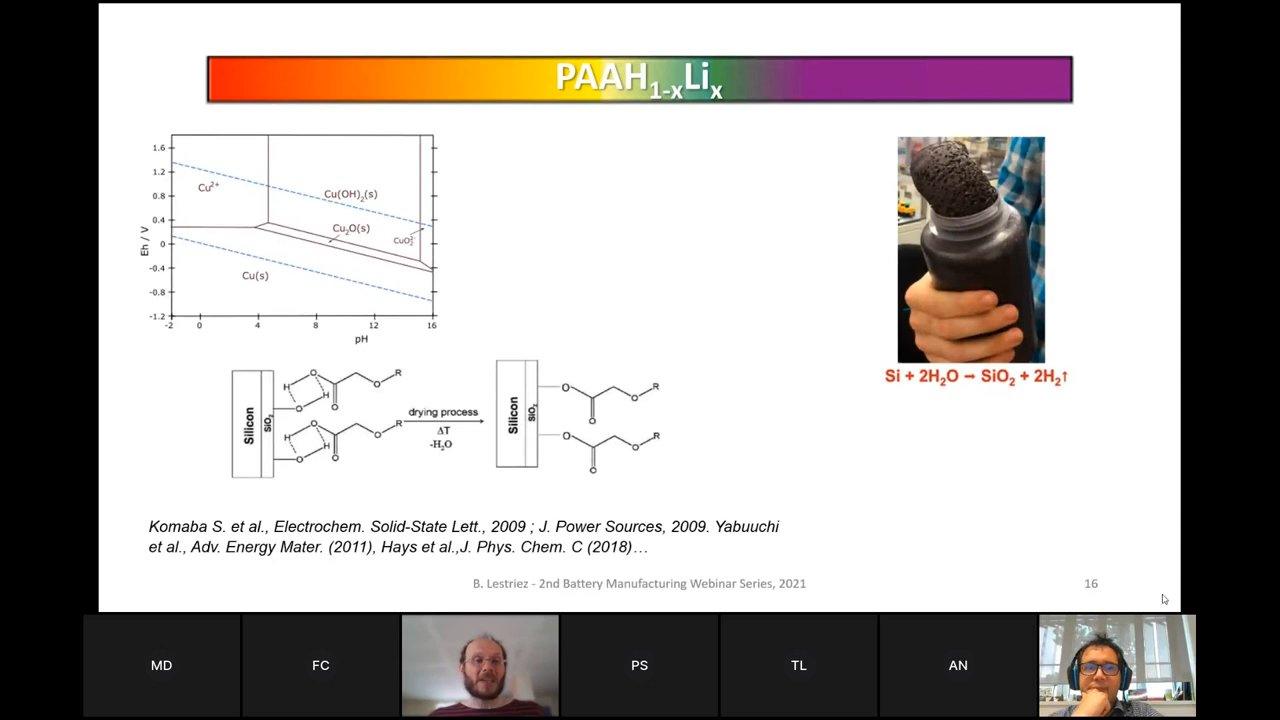 PAAH₁₋ₓLiₓ
1.6
1.2
0.8
0.4
0
-0.4
-0.8
-1.2
Eh / V
Cu²⁺
Cu(OH)₂(s)
Cu₂O(s)
CuO₂²⁻
Cu(s)
-2 0 4 8 12 16
pH
Si + 2H₂O → SiO₂ + 2H₂↑
Silicon
SiO₂
H O R
H
O O
H O R
H
O O
drying process
ΔT
-H₂O
Silicon
SiO₂
O R
O
O
O R
O
O
Komaba S. et al., Electrochem. Solid-State Lett., 2009 ; J. Power Sources, 2009. Yabuuchi
et al., Adv. Energy Mater. (2011), Hays et al.,J. Phys. Chem. C (2018)…
B. Lestriez - 2nd Battery Manufacturing Webinar Series, 2021 16
MD FC PS TL AN